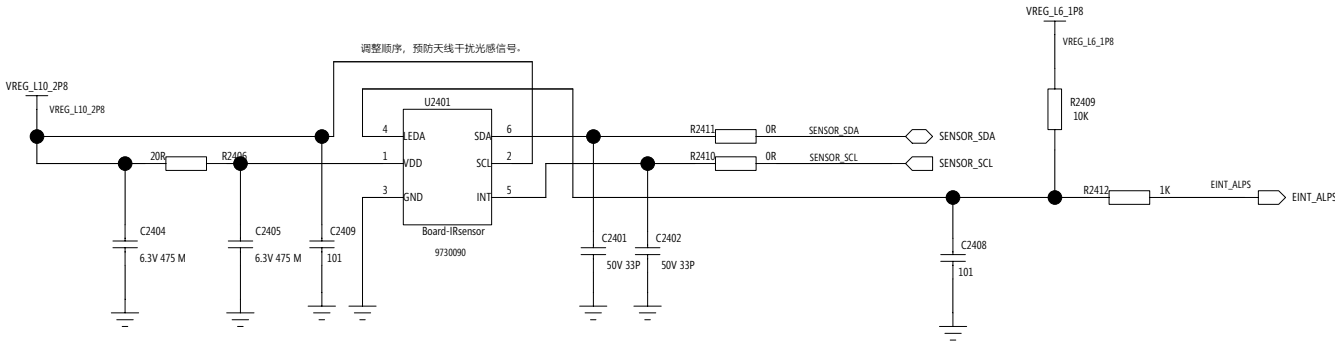 VREG_L6_1P8
VREG_L6_1P8
调整顺序，预防天线干扰光感信号。
VREG_L10_2P8
VREG_L10_2P8
U2401
R2409
10K
4
LEDA
SDA
6
R2411
0R
SENSOR_SDA
SENSOR_SDA
20R
R2406
1
VDD
SCL
2
R2410
0R
SENSOR_SCL
SENSOR_SCL
3
GND
INT
5
R2412
1K
EINT_ALPS
EINT_ALPS
Board-IRsensor
9730090
C2404
6.3V 475 M
C2405
6.3V 475 M
C2409
101
C2401
50V 33P
C2402
50V 33P
C2408
101